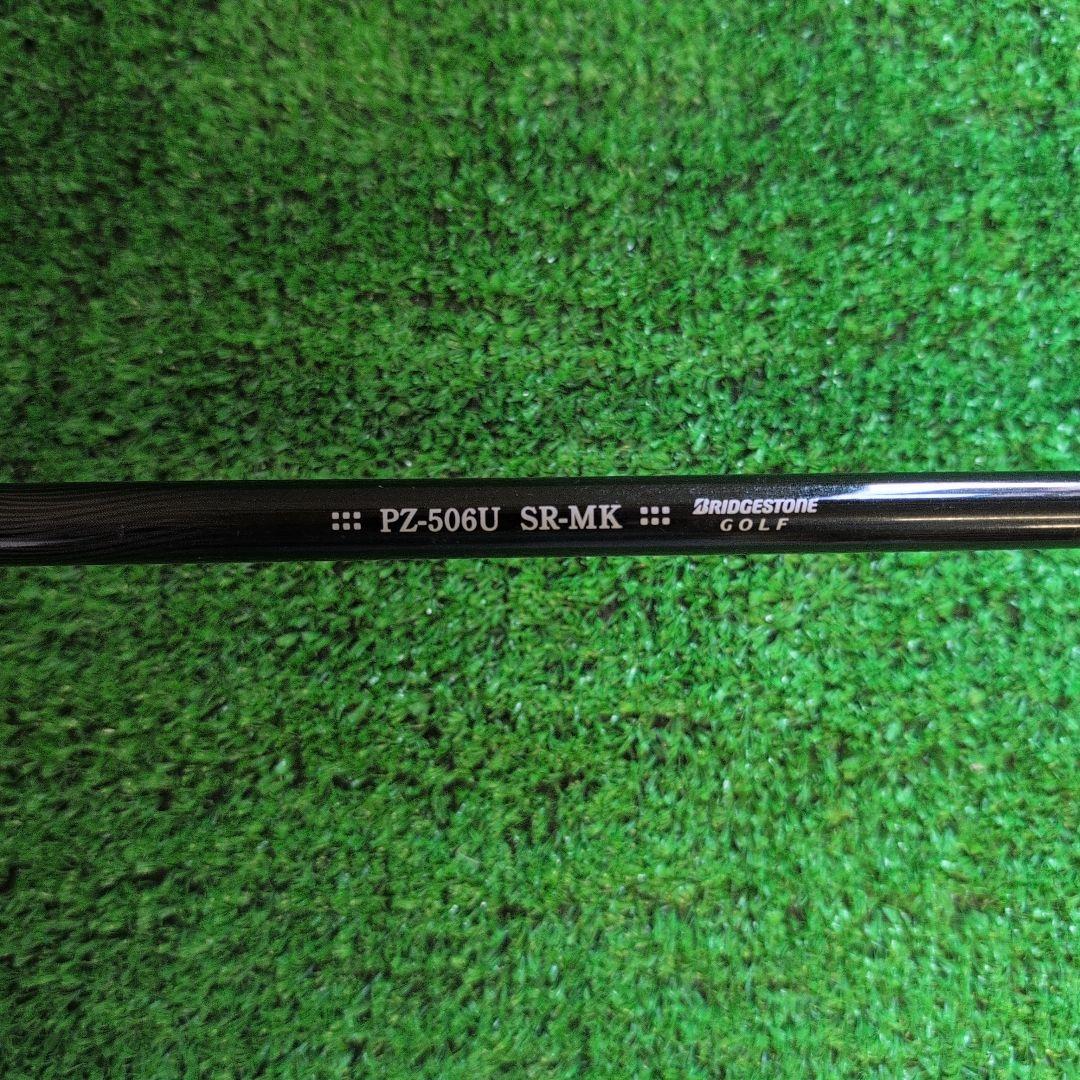 PZ-506U SR-MK BRIDGESTONE
GOLF